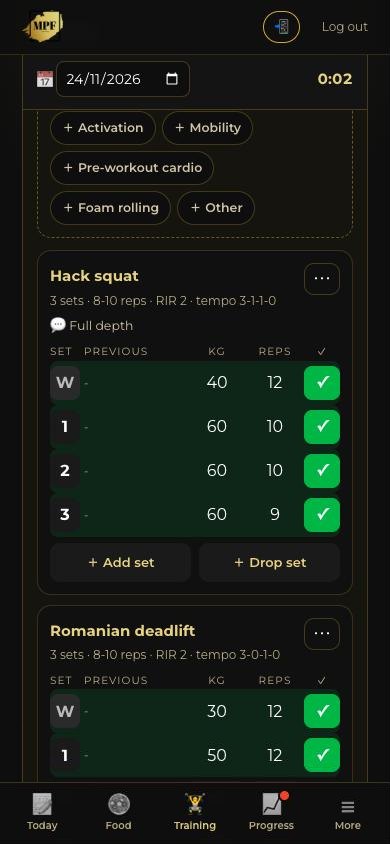 MPF
Log out
24/11/2026
0:02
+ Activation
+ Mobility
+ Pre-workout cardio
+ Foam rolling
+ Other
Hack squat
3 sets · 8-10 reps · RIR 2 · tempo 3-1-1-0
Full depth
SET PREVIOUS KG REPS ✓
W - 40 12 ✓
1 - 60 10 ✓
2 - 60 10 ✓
3 - 60 9 ✓
+ Add set
+ Drop set
Romanian deadlift
3 sets · 8-10 reps · RIR 2 · tempo 3-0-1-0
SET PREVIOUS KG REPS ✓
W - 30 12 ✓
1 - 50 12 ✓
Today Food Training Progress More